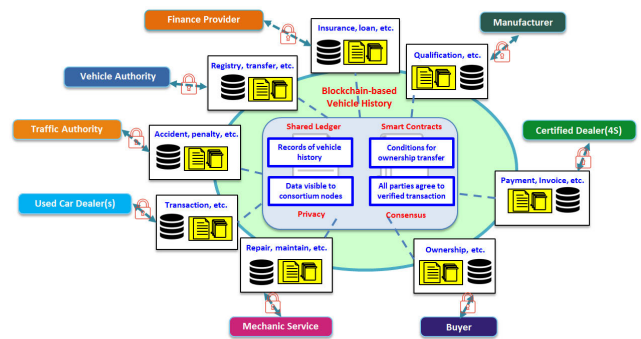 Finance Provider
Insurance, loan, etc.
Manufacturer
Qualification, etc.
Registry, transfer, etc.
Vehicle Authority
Blockchain-based
Vehicle History
Traffic Authority
Accident, penalty, etc.
Shared Ledger
Smart Contracts
Certified Dealer(4S)
Records of vehicle
history
Conditions for
ownership transfer
Payment, Invoice, etc.
Used Car Dealer(s)
Transaction, etc.
Data visible to
consortium nodes
All parties agree to
verified transaction
Privacy
Consensus
Repair, maintain, etc.
Ownership, etc.
Mechanic Service
Buyer